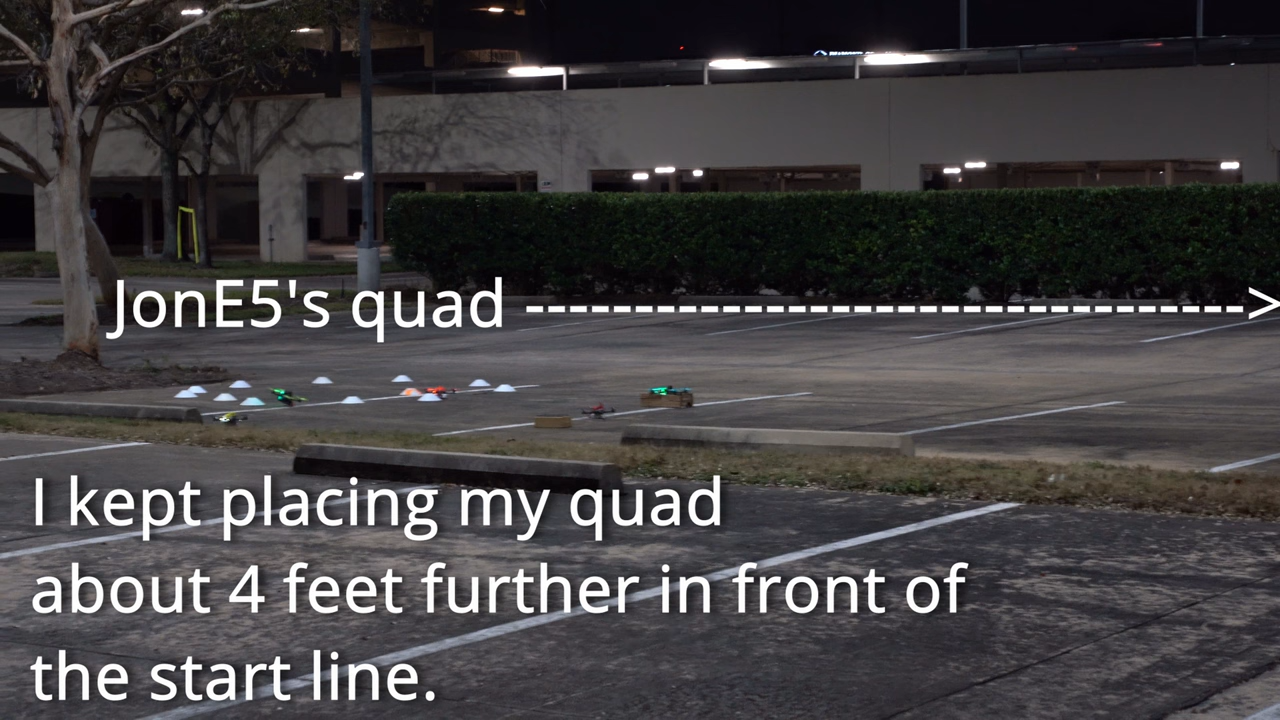 JonE5's quad ------------------------------>
I kept placing my quad
about 4 feet further in front of
the start line.